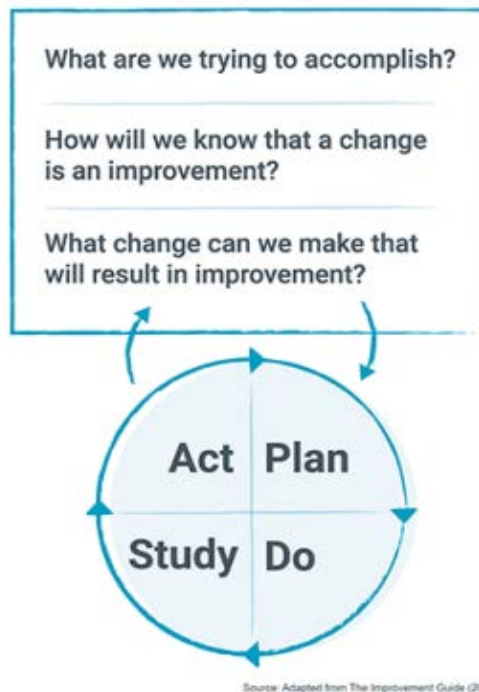 What are we trying to accomplish?
How will we know that a change
is an improvement?
What change can we make that
will result in improvement?
Act Plan
Study Do
Source: Adapted from The Improvement Guide